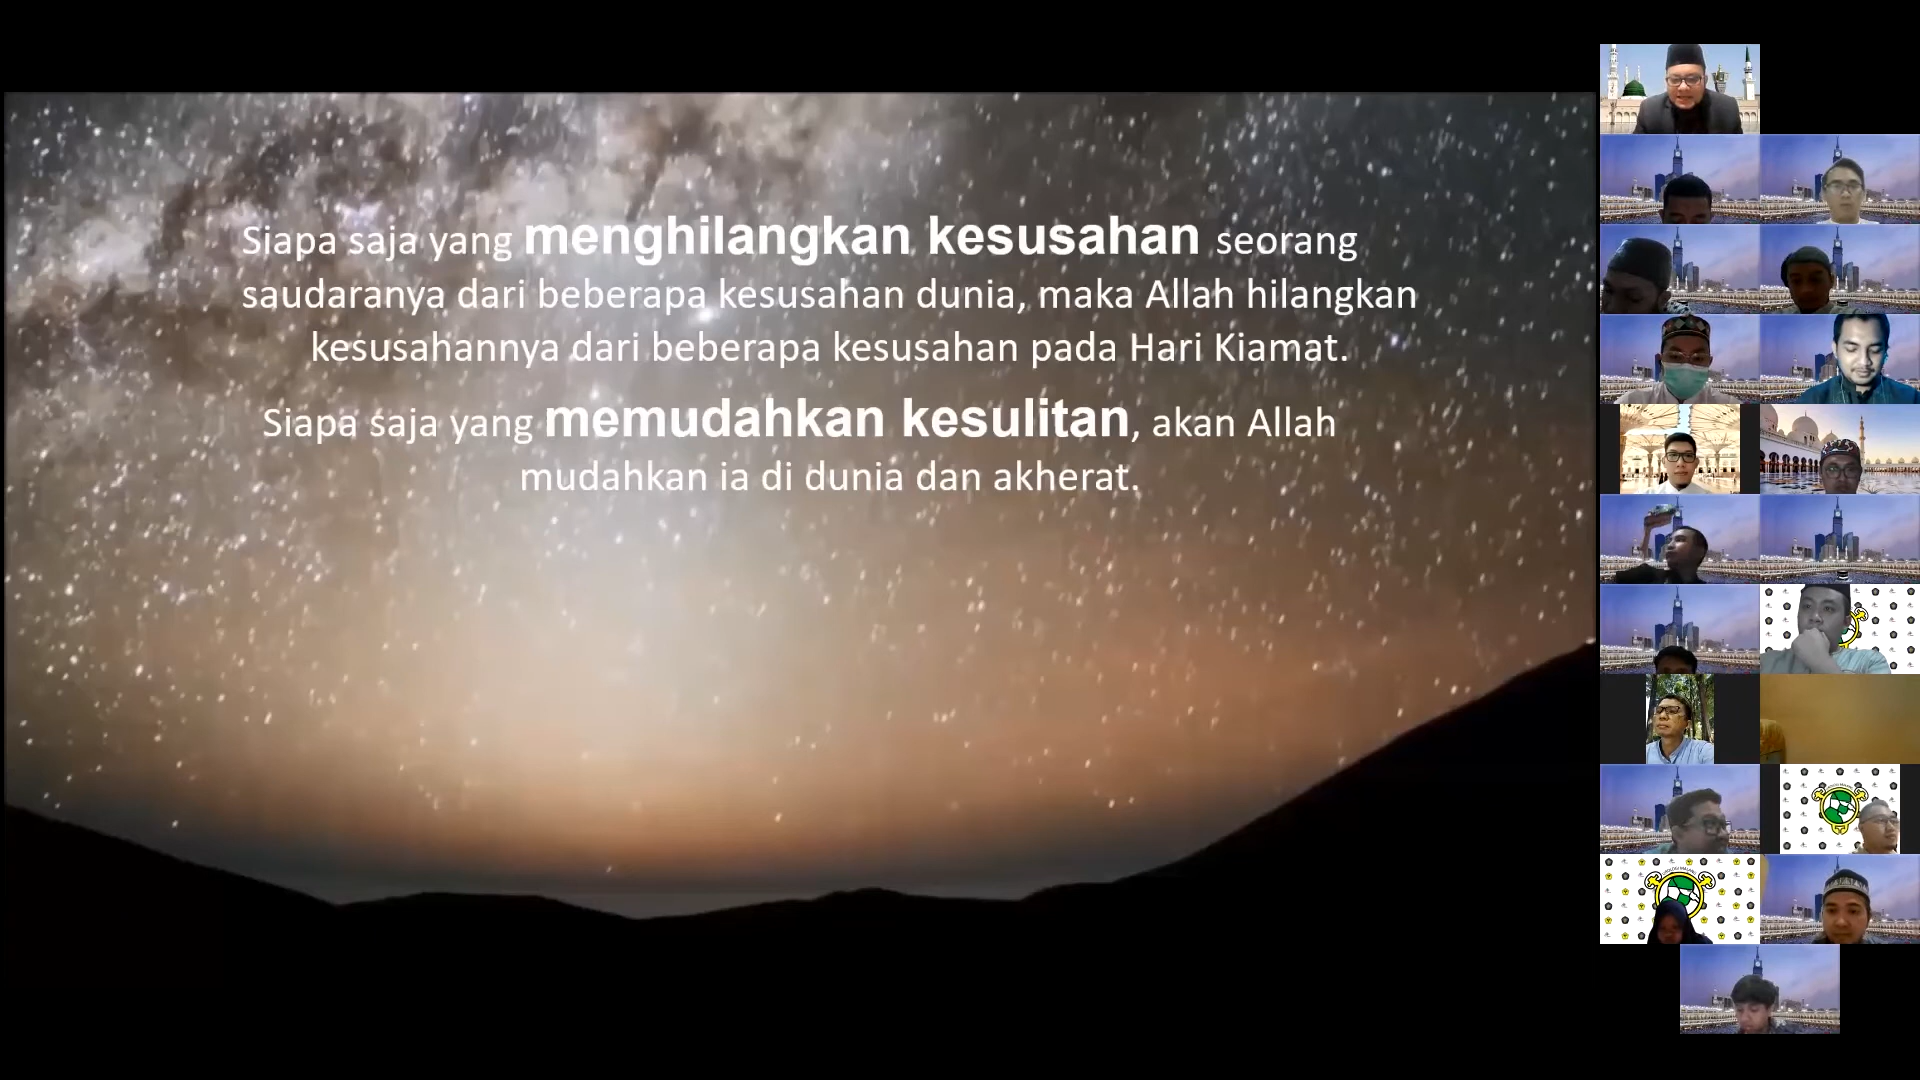 Siapa saja yang menghilangkan kesusahan seorang
saudaranya dari beberapa kesusahan dunia, maka Allah hilangkan
kesusahannya dari beberapa kesusahan pada Hari Kiamat.
Siapa saja yang memudahkan kesulitan, akan Allah
mudahkan ia di dunia dan akherat.